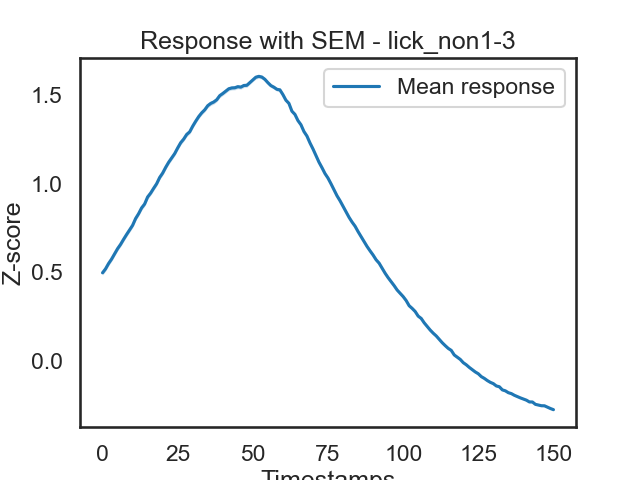 Response with SEM - lick_non1-3
Mean response
Z-score
1.5
1.0
0.5
0.0
0 25 50 75 100 125 150
Timestamps